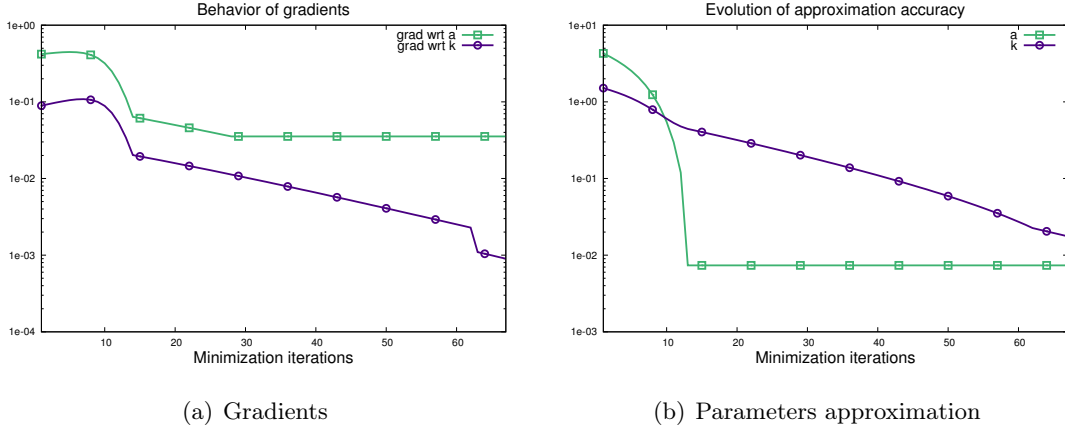 Behavior of gradients
1e+00
1e-01
1e-02
1e-03
1e-04
grad wrt a
grad wrt k
10 20 30 40 50 60
Minimization iterations
(a) Gradients
Evolution of approximation accuracy
1e+01
1e+00
1e-01
1e-02
1e-03
a
k
10 20 30 40 50 60
Minimization iterations
(b) Parameters approximation